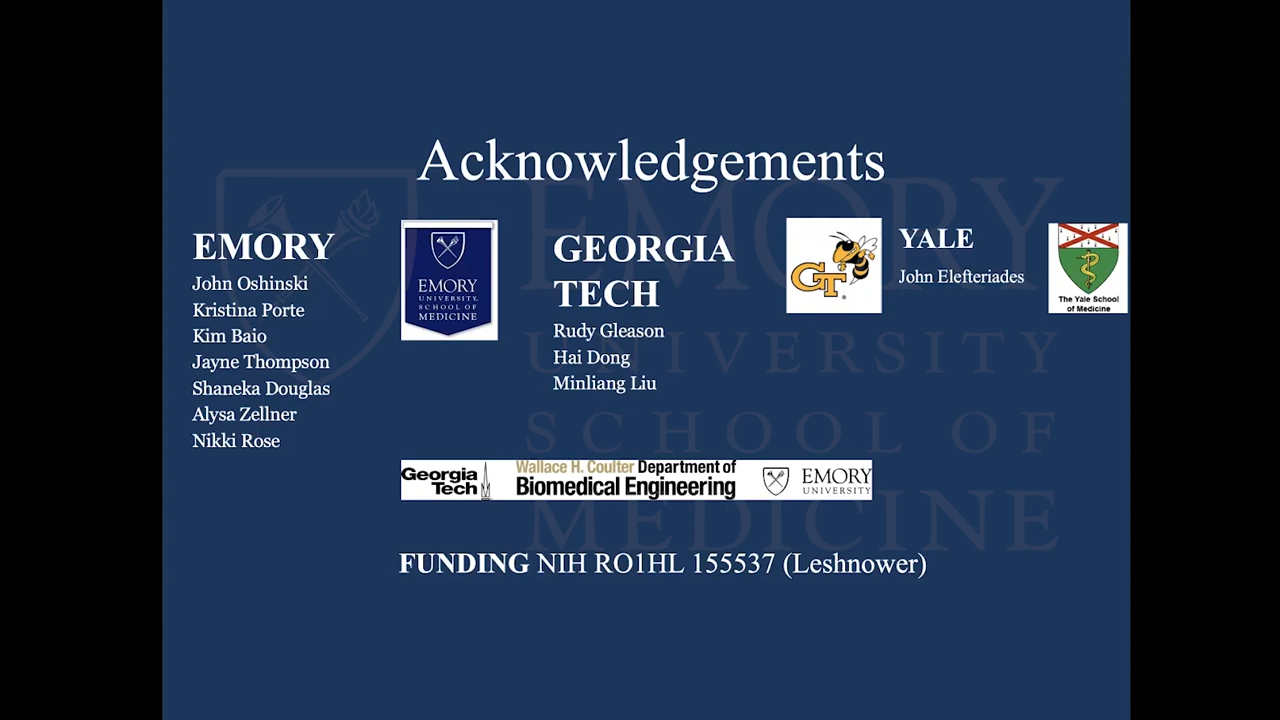 Acknowledgements
EMORY
John Oshinski
Kristina Porte
Kim Baio
Jayne Thompson
Shaneka Douglas
Alysa Zellner
Nikki Rose
EMORY
UNIVERSITY
SCHOOL OF
MEDICINE
GEORGIA
TECH
Rudy Gleason
Hai Dong
Minliang Liu
GT
YALE
John Elefteriades
The Yale School
of Medicine
EMORY
UNIVERSITY
SCHOOL OF
MEDICINE
Georgia
Tech
Wallace H. Coulter Department of
Biomedical Engineering
EMORY
UNIVERSITY
FUNDING NIH RO1HL 155537 (Leshnower)